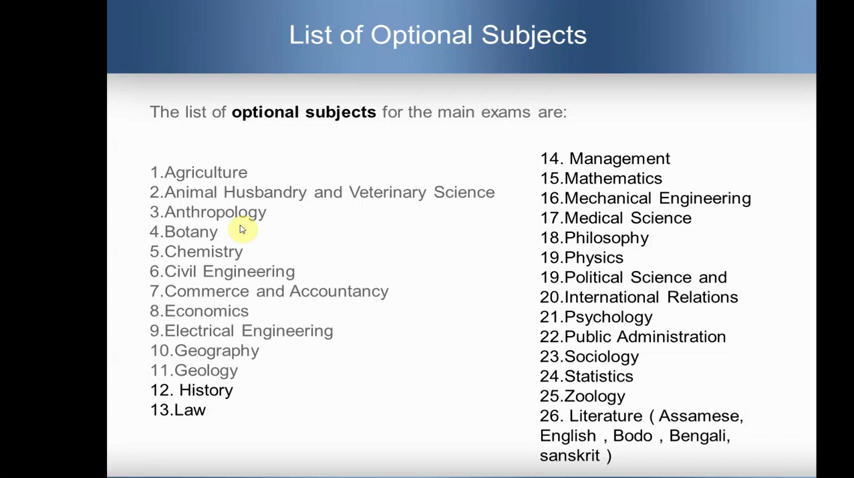 List of Optional Subjects
The list of optional subjects for the main exams are:
1.Agriculture
2.Animal Husbandry and Veterinary Science
3.Anthropology
4.Botany
5.Chemistry
6.Civil Engineering
7.Commerce and Accountancy
8.Economics
9.Electrical Engineering
10.Geography
11.Geology
12. History
13.Law
14. Management
15.Mathematics
16.Mechanical Engineering
17.Medical Science
18.Philosophy
19.Physics
19.Political Science and
20.International Relations
21.Psychology
22.Public Administration
23.Sociology
24.Statistics
25.Zoology
26. Literature ( Assamese,
English , Bodo , Bengali,
sanskrit )